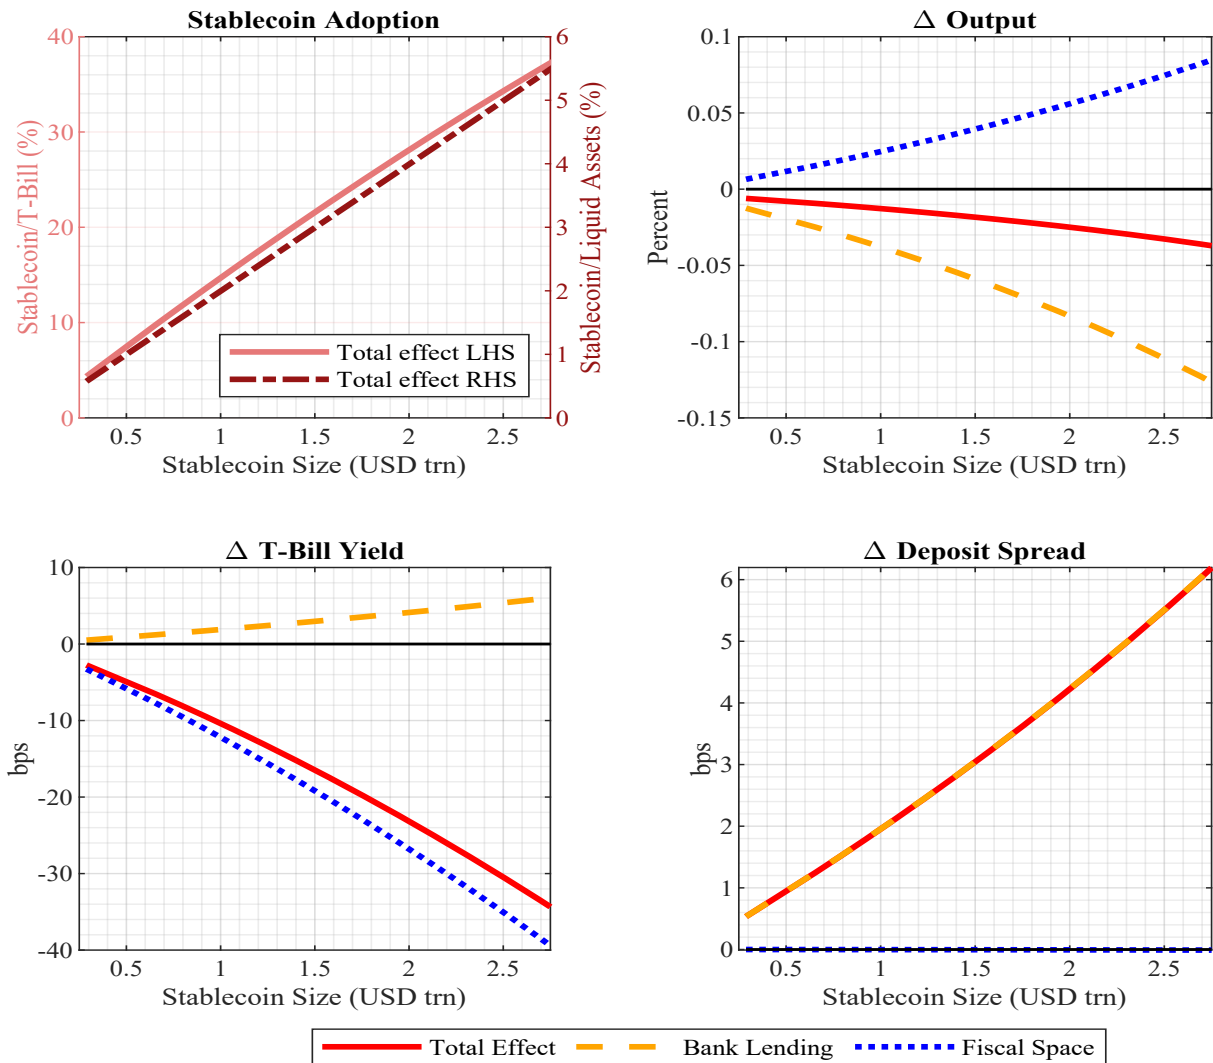 Stablecoin Adoption
Stablecoin/T-Bill (%)
40
30
20
10
0
Stablecoin/Liquid Assets (%)
6
5
4
3
2
1
0
Total effect LHS
Total effect RHS
0.5 1 1.5 2 2.5
Stablecoin Size (USD trn)
Δ Output
Percent
0.1
0.05
0
-0.05
-0.1
-0.15
0.5 1 1.5 2 2.5
Stablecoin Size (USD trn)
Δ T-Bill Yield
bps
10
0
-10
-20
-30
-40
0.5 1 1.5 2 2.5
Stablecoin Size (USD trn)
Δ Deposit Spread
bps
6
5
4
3
2
1
0
0.5 1 1.5 2 2.5
Stablecoin Size (USD trn)
Total Effect Bank Lending Fiscal Space